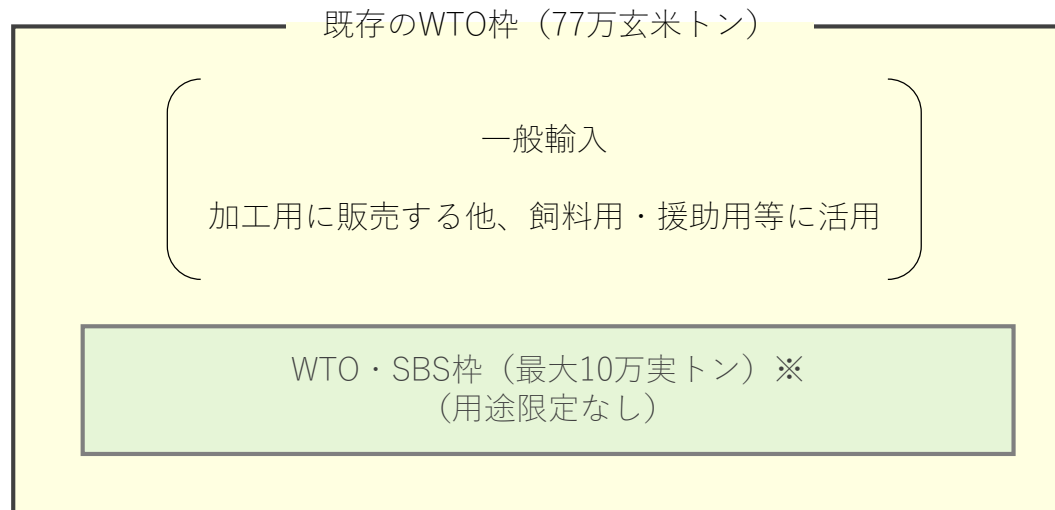 既存のWTO枠（77万玄米トン）
一般輸入
加工用に販売する他、飼料用・援助用等に活用
WTO・SBS枠（最大10万実トン）※
（用途限定なし）